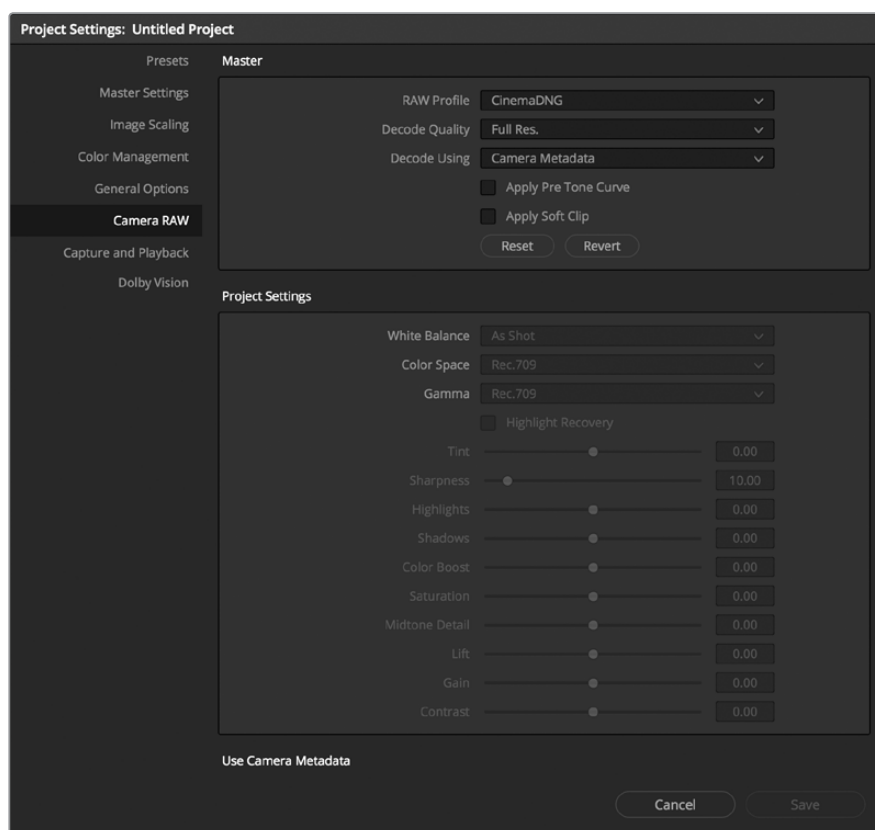 Project Settings: Untitled Project
Presets
Master Settings
Image Scaling
Color Management
General Options
Camera RAW
Capture and Playback
Dolby Vision
Master
RAW Profile CinemaDNG
Decode Quality Full Res.
Decode Using Camera Metadata
Apply Pre Tone Curve
Apply Soft Clip
Reset Revert
Project Settings
White Balance As Shot
Color Space Rec.709
Gamma Rec.709
Highlight Recovery
Tint 0.00
Sharpness 10.00
Highlights 0.00
Shadows 0.00
Color Boost 0.00
Saturation 0.00
Midtone Detail 0.00
Lift 0.00
Gain 0.00
Contrast 0.00
Use Camera Metadata
Cancel Save